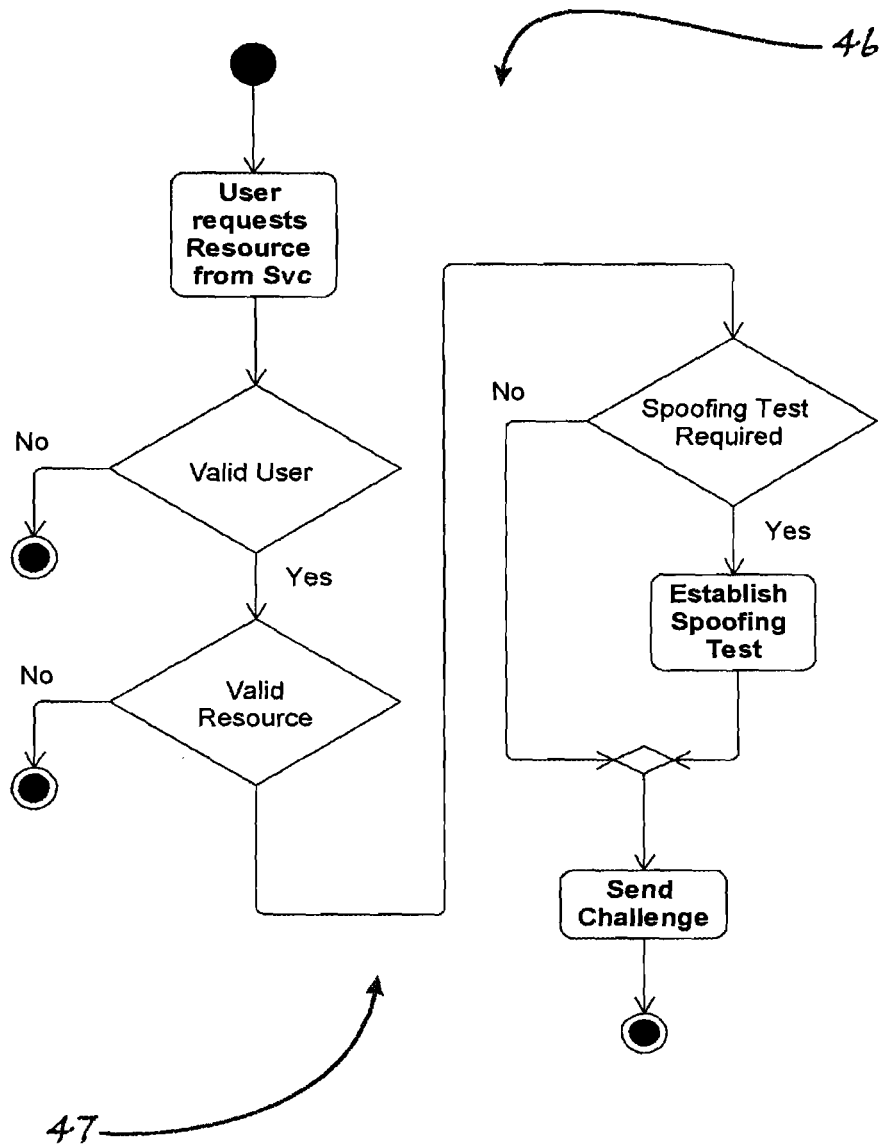 46
User
requests
Resource
from Svc
No
Valid User
Yes
No
Valid
Resource
No
Spoofing Test
Required
Yes
Establish
Spoofing
Test
Send
Challenge
47